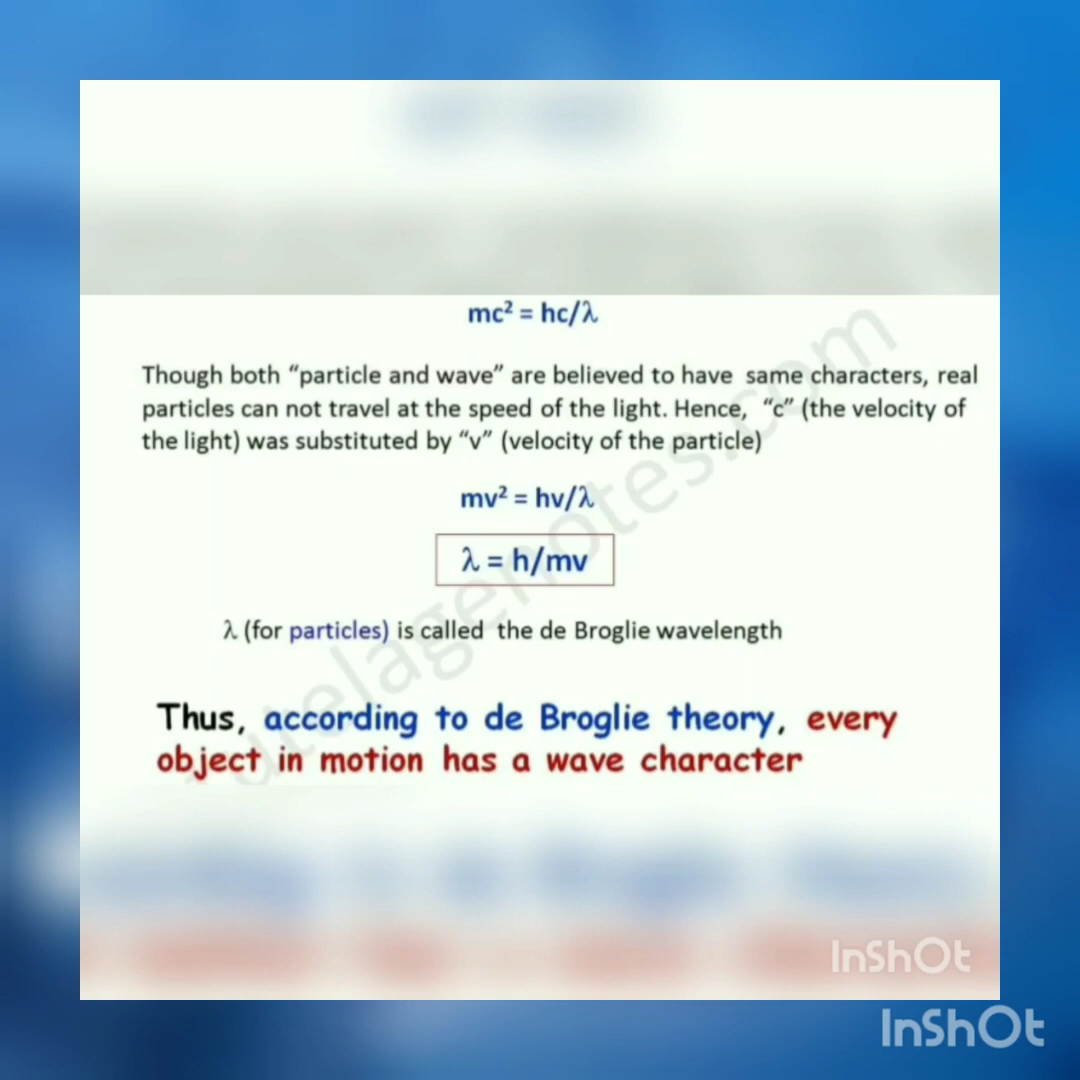 mc² = hc/λ
Though both “particle and wave” are believed to have same characters, real
particles can not travel at the speed of the light. Hence, “c” (the velocity of
the light) was substituted by “v” (velocity of the particle)
mv² = hv/λ
λ = h/mv
λ (for particles) is called the de Broglie wavelength
Thus, according to de Broglie theory, every
object in motion has a wave character
InShOt
InShOt